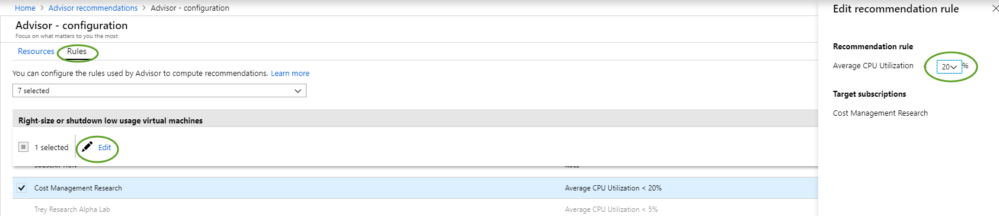 Home > Advisor recommendations > Advisor - configuration
Advisor - configuration
Focus on what matters to you the most
Resources Rules
You can configure the rules used by Advisor to compute recommendations. Learn more
7 selected
Right-size or shutdown low usage virtual machines
1 selected Edit
SUBSCRIPTION RULE
Cost Management Research Average CPU Utilization < 20%
Trey Research Alpha Lab Average CPU Utilization < 5%
Edit recommendation rule
Recommendation rule
Average CPU Utilization < 20 %
Target subscriptions
Cost Management Research